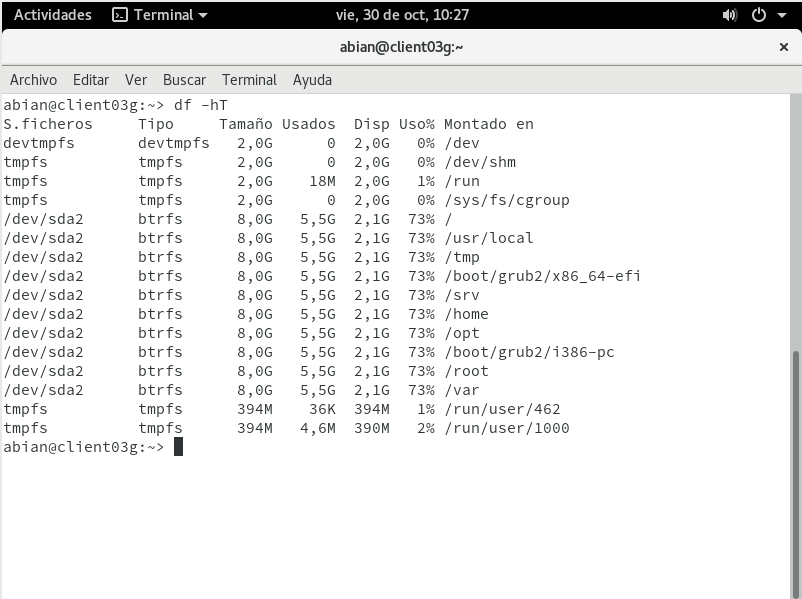 Actividades Terminal vie, 30 de oct, 10:27
abian@client03g:~
Archivo Editar Ver Buscar Terminal Ayuda
abian@client03g:~> df -hT
S.ficheros     Tipo     Tamaño Usados  Disp Uso% Montado en
devtmpfs       devtmpfs   2,0G      0  2,0G   0% /dev
tmpfs          tmpfs      2,0G      0  2,0G   0% /dev/shm
tmpfs          tmpfs      2,0G    18M  2,0G   1% /run
tmpfs          tmpfs      2,0G      0  2,0G   0% /sys/fs/cgroup
/dev/sda2      btrfs      8,0G   5,5G  2,1G  73% /
/dev/sda2      btrfs      8,0G   5,5G  2,1G  73% /usr/local
/dev/sda2      btrfs      8,0G   5,5G  2,1G  73% /tmp
/dev/sda2      btrfs      8,0G   5,5G  2,1G  73% /boot/grub2/x86_64-efi
/dev/sda2      btrfs      8,0G   5,5G  2,1G  73% /srv
/dev/sda2      btrfs      8,0G   5,5G  2,1G  73% /home
/dev/sda2      btrfs      8,0G   5,5G  2,1G  73% /opt
/dev/sda2      btrfs      8,0G   5,5G  2,1G  73% /boot/grub2/i386-pc
/dev/sda2      btrfs      8,0G   5,5G  2,1G  73% /root
/dev/sda2      btrfs      8,0G   5,5G  2,1G  73% /var
tmpfs          tmpfs      394M    36K  394M   1% /run/user/462
tmpfs          tmpfs      394M   4,6M  390M   2% /run/user/1000
abian@client03g:~>